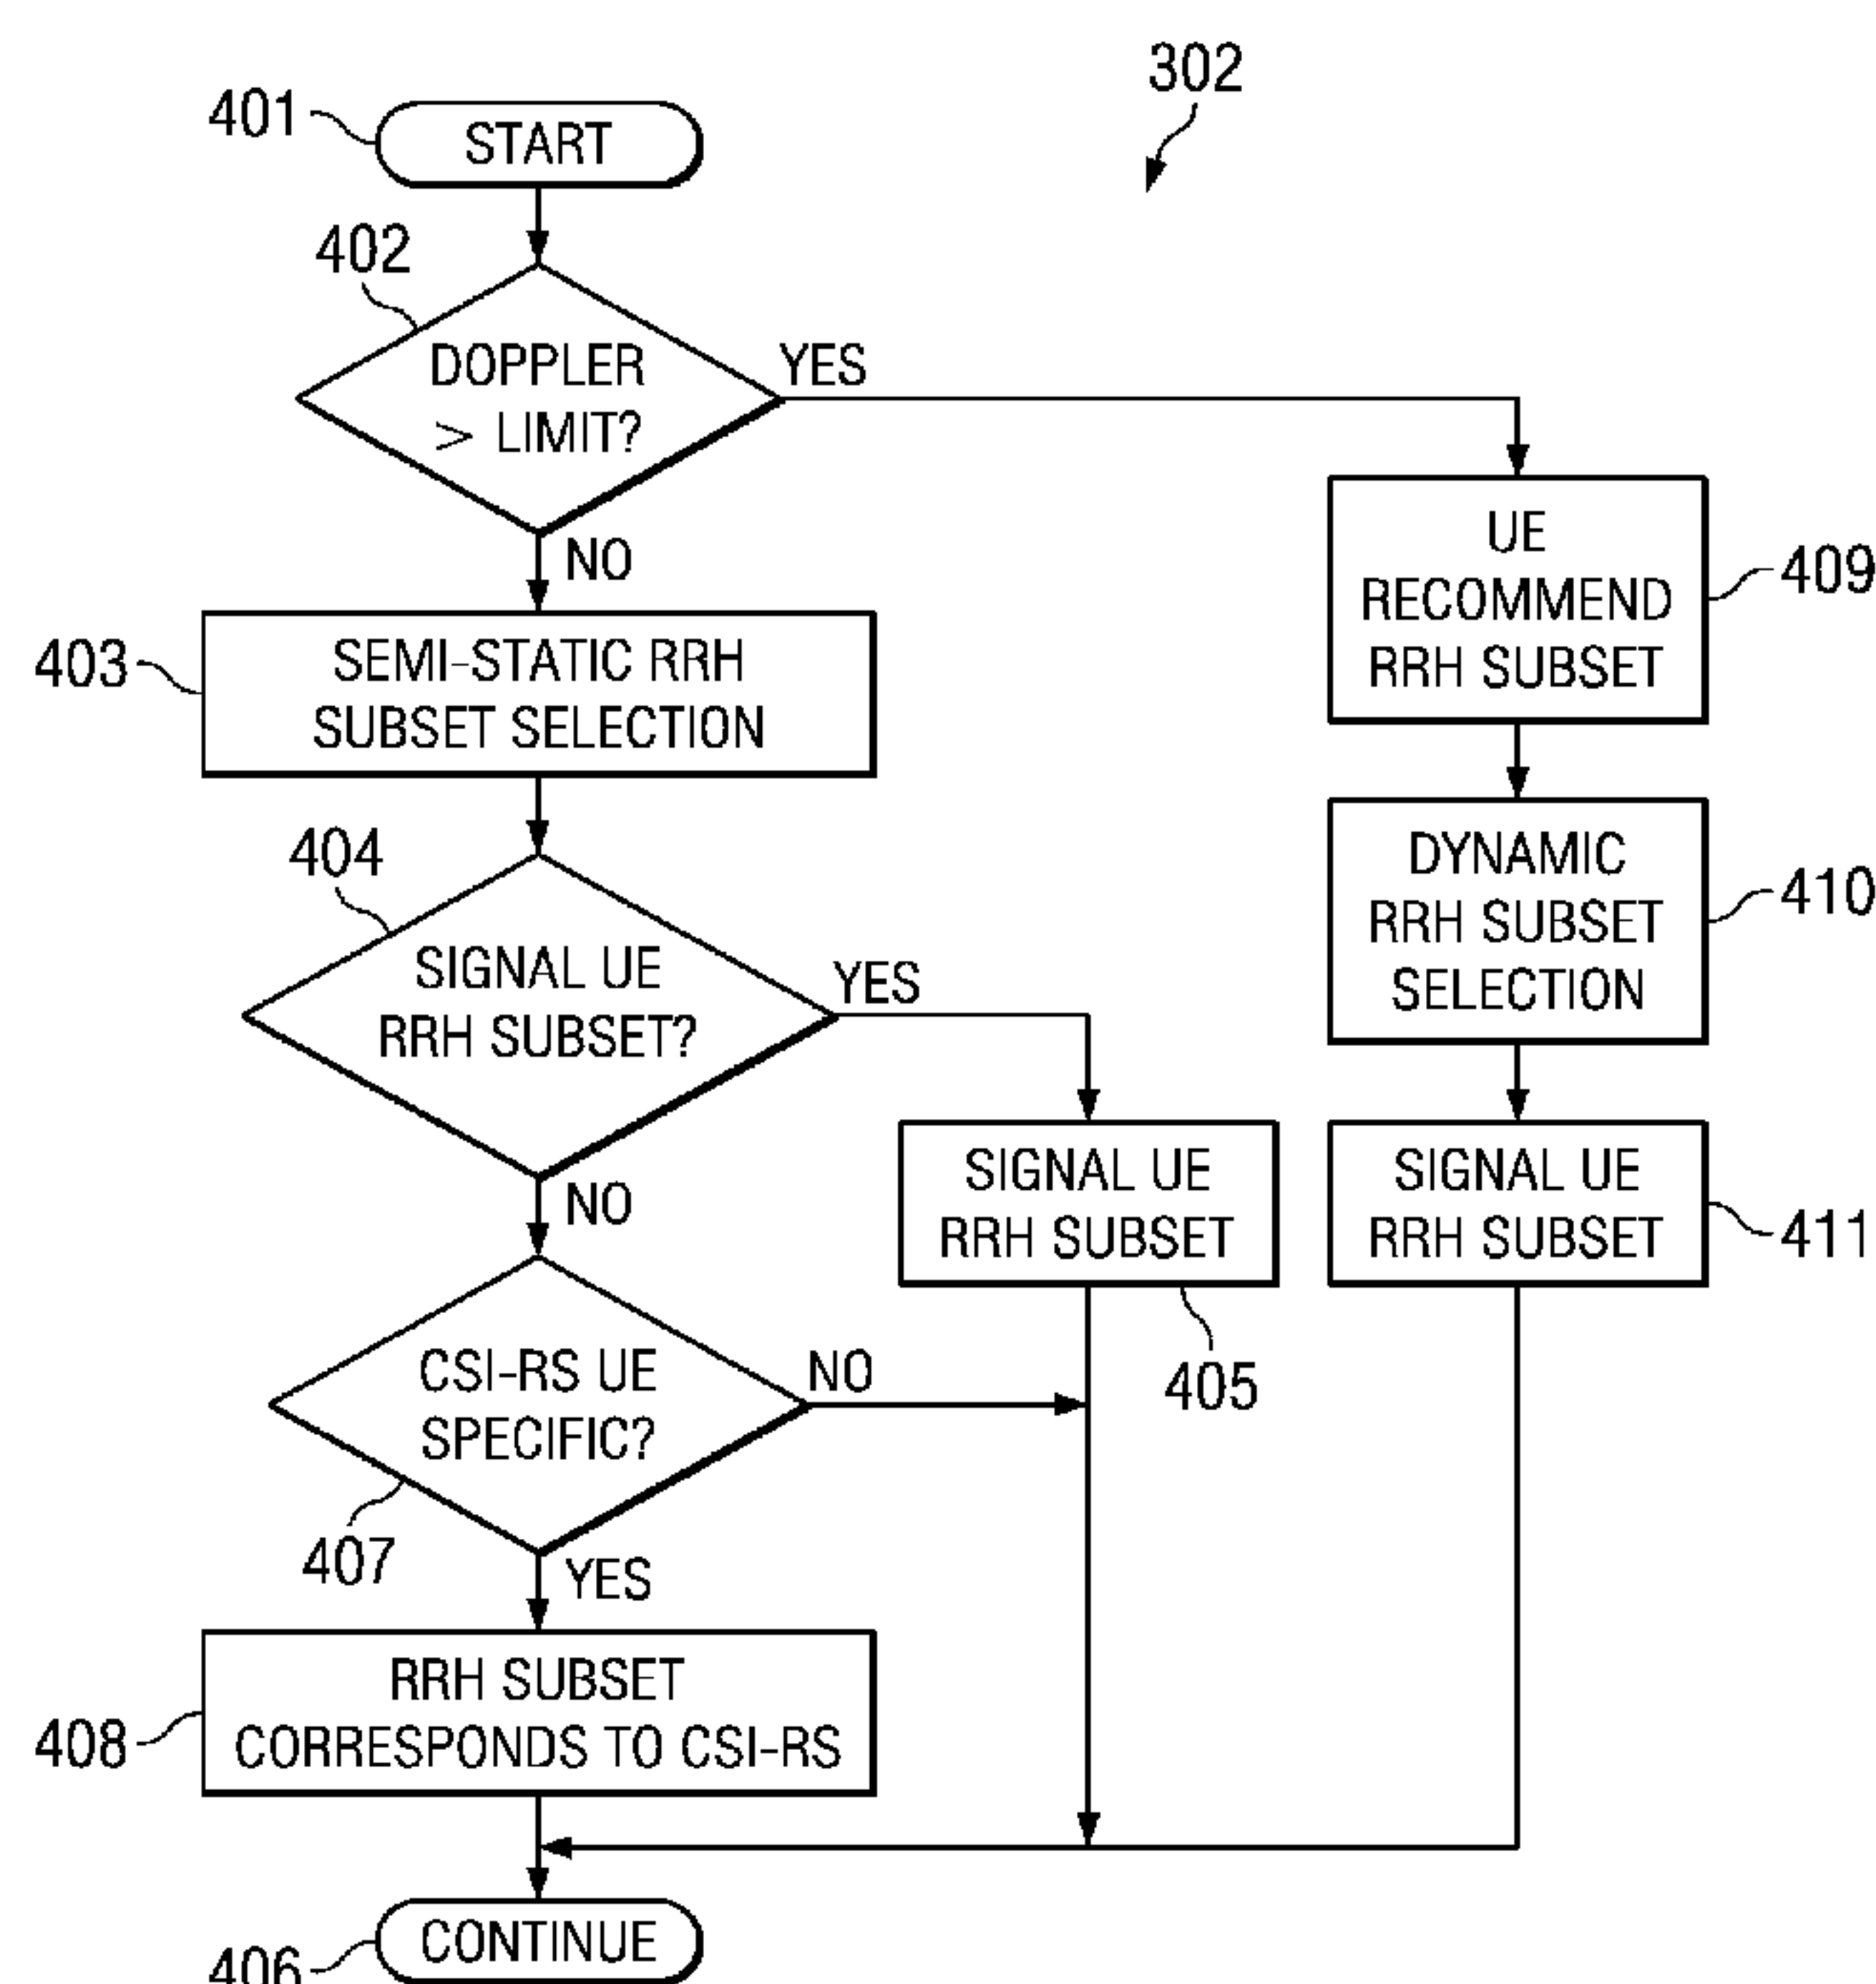 302
401
START
402
DOPPLER
> LIMIT?
YES
NO
403
SEMI-STATIC RRH
SUBSET SELECTION
UE
RECOMMEND
RRH SUBSET
409
404
SIGNAL UE
RRH SUBSET?
YES
NO
DYNAMIC
RRH SUBSET
SELECTION
410
SIGNAL UE
RRH SUBSET
405
SIGNAL UE
RRH SUBSET
411
CSI-RS UE
SPECIFIC?
NO
407
YES
408
RRH SUBSET
CORRESPONDS TO CSI-RS
406
CONTINUE